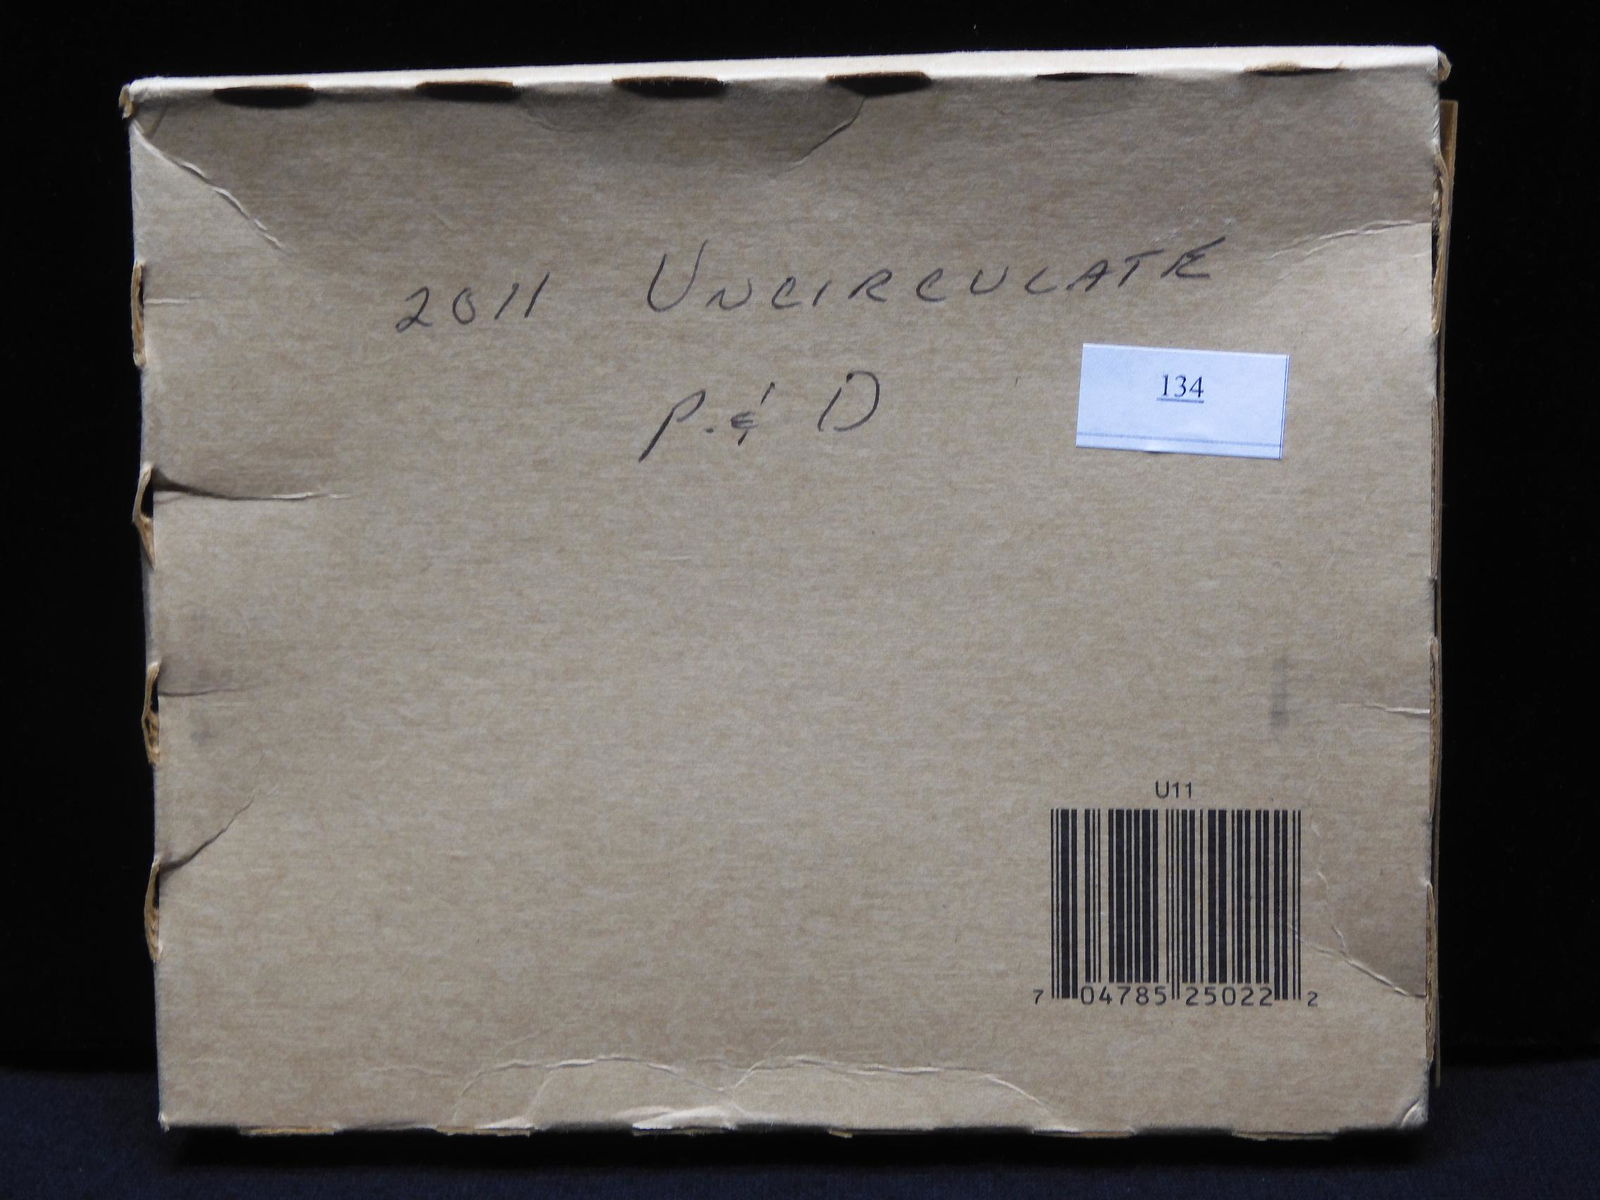 2011 UNCIRCULATE
P. & D
134
U11
7 04785 25022 2